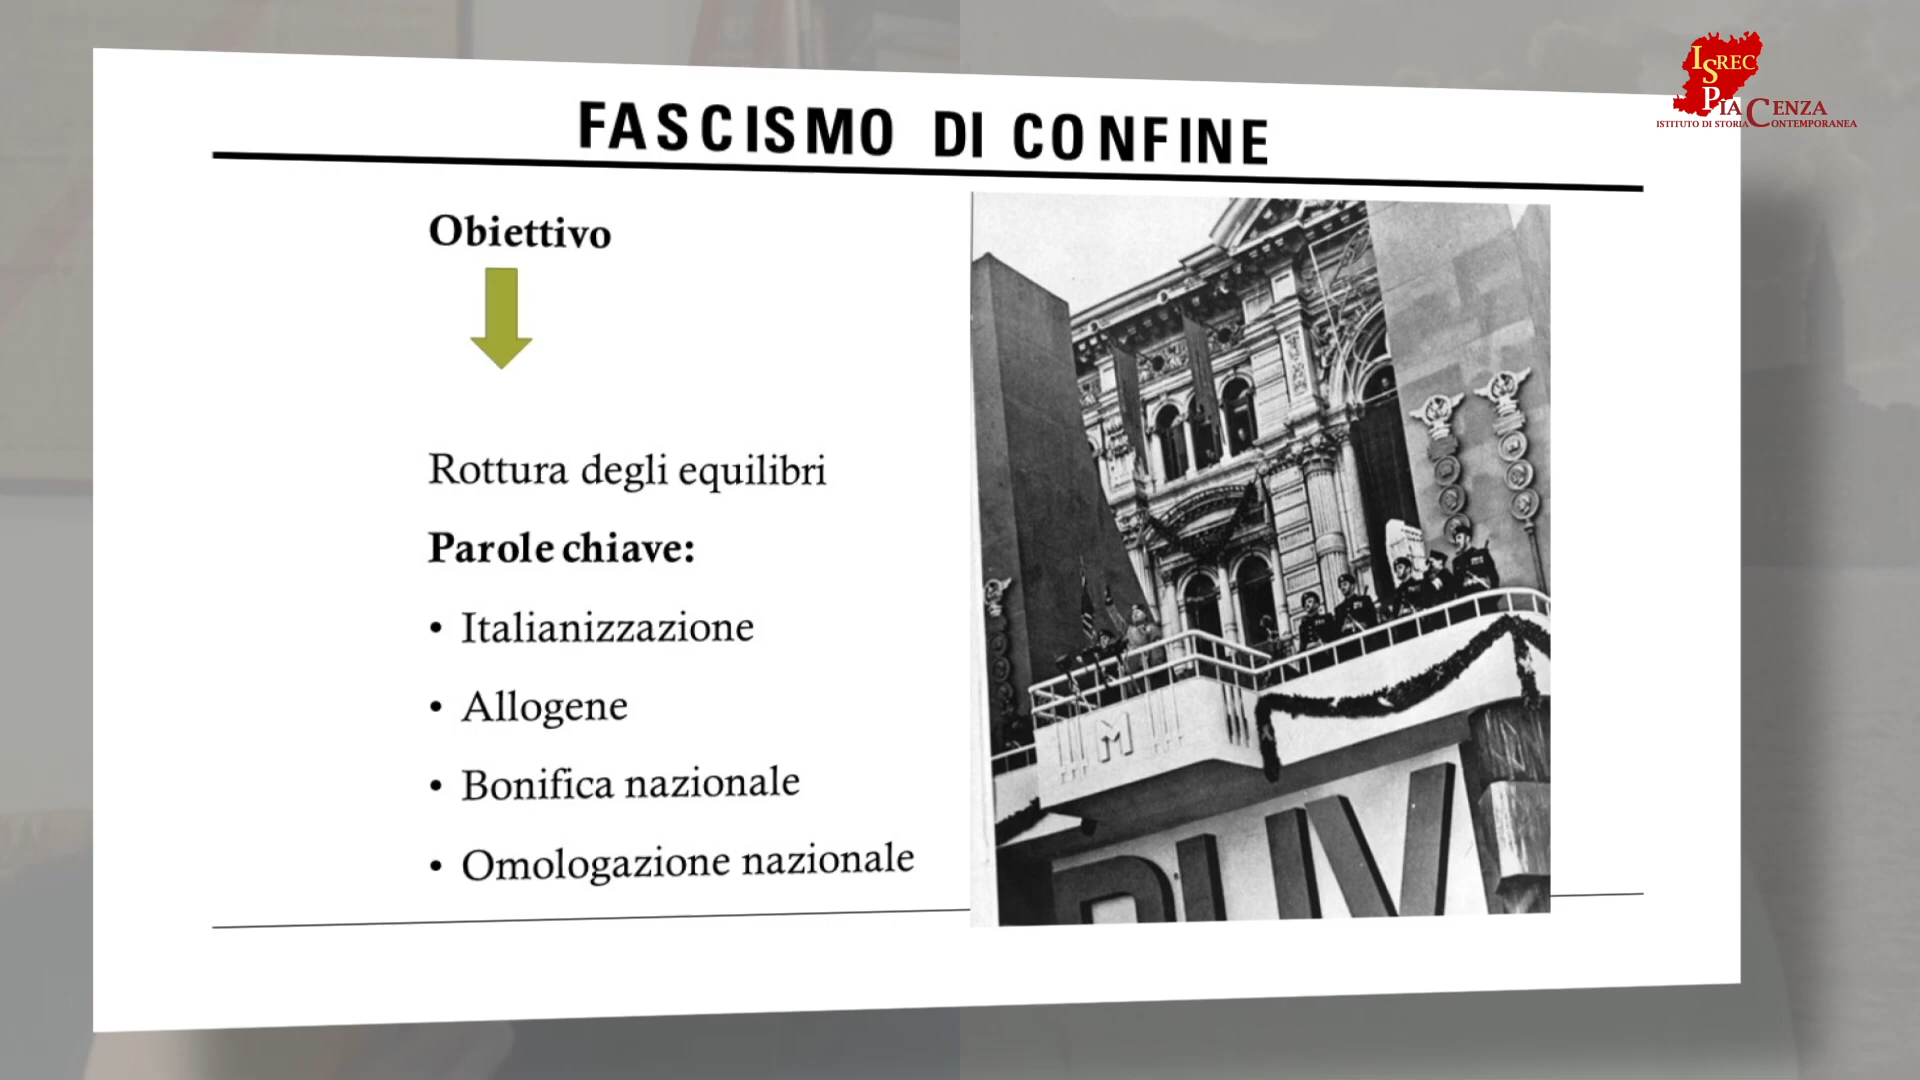 FASCISMO DI CONFINE
Obiettivo
Rottura degli equilibri
Parole chiave:
• Italianizzazione
• Allogene
• Bonifica nazionale
• Omologazione nazionale
M
ISREC
PIACENZA
ISTITUTO DI STORIA CONTEMPORANEA